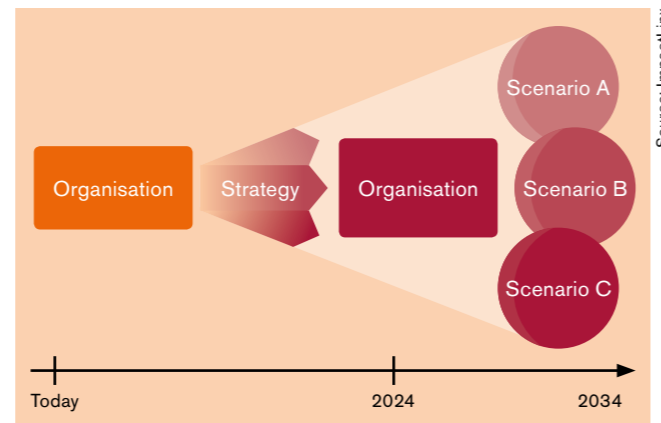 Scenario A
Organisation
Strategy
Organisation
Scenario B
Scenario C
Today
2024
2034